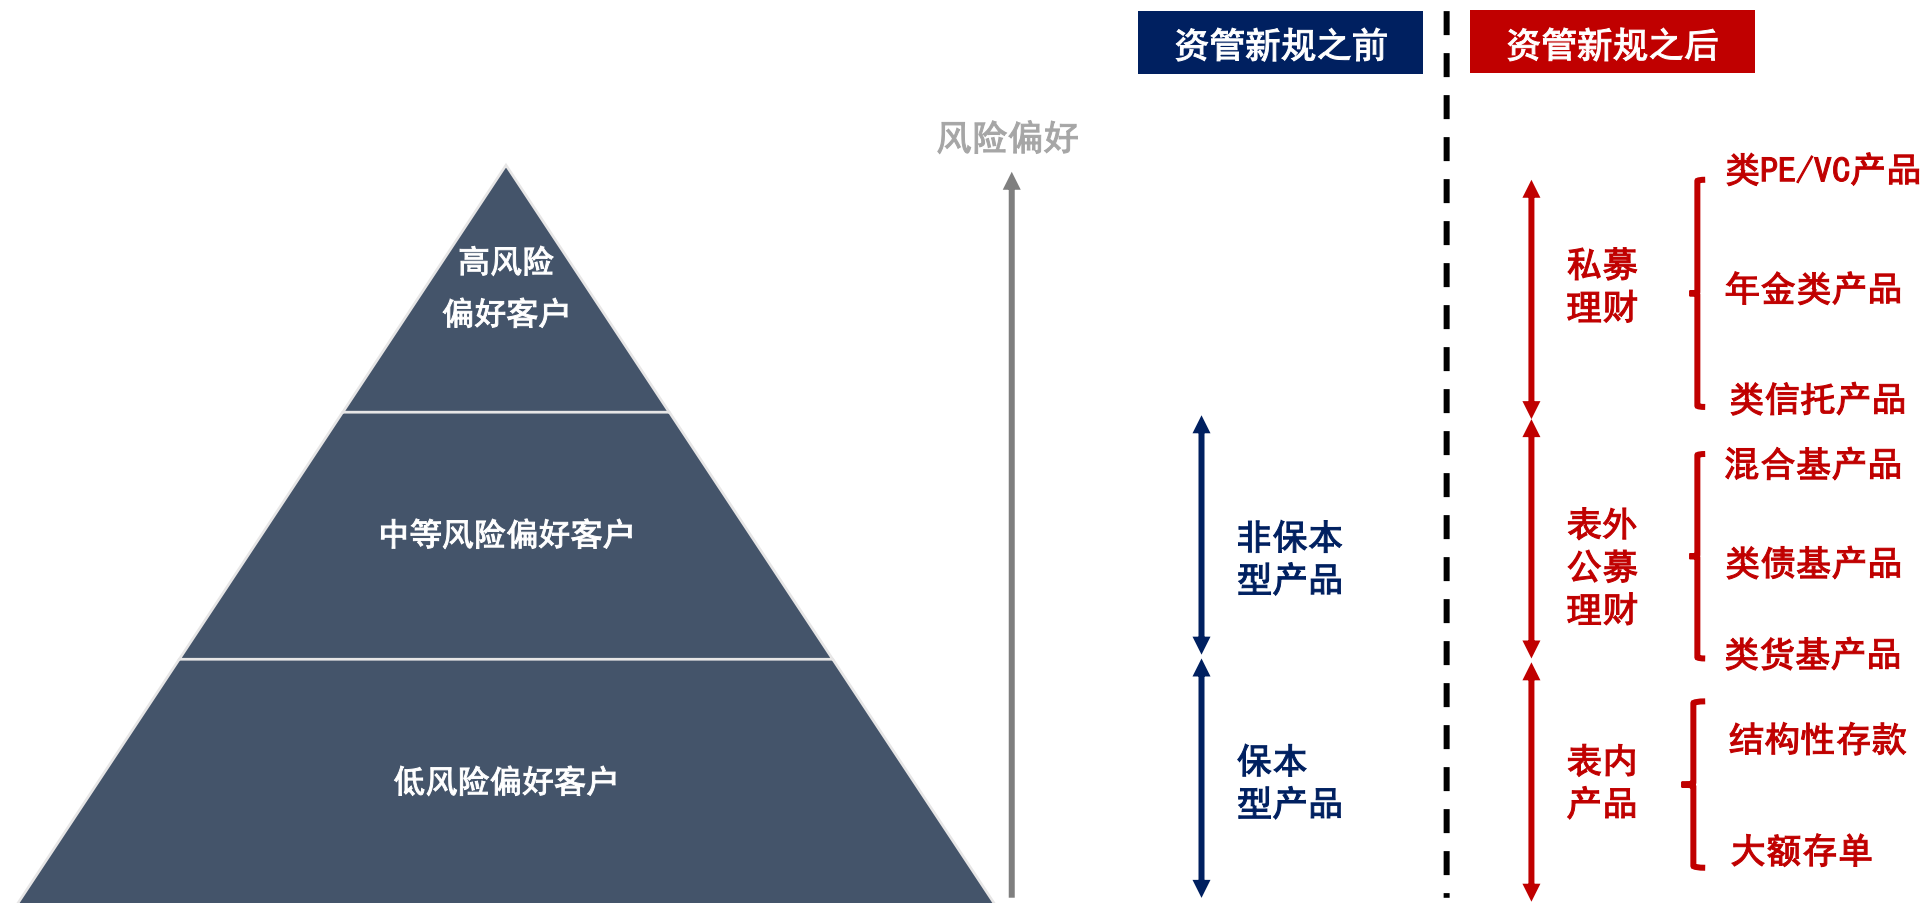 资管新规之前
资管新规之后
风险偏好
高风险
偏好客户
中等风险偏好客户
低风险偏好客户
非保本
型产品
保本
型产品
私募
理财
类PE/VC产品
年金类产品
类信托产品
表外
公募
理财
混合基产品
类债基产品
类货基产品
表内
产品
结构性存款
大额存单